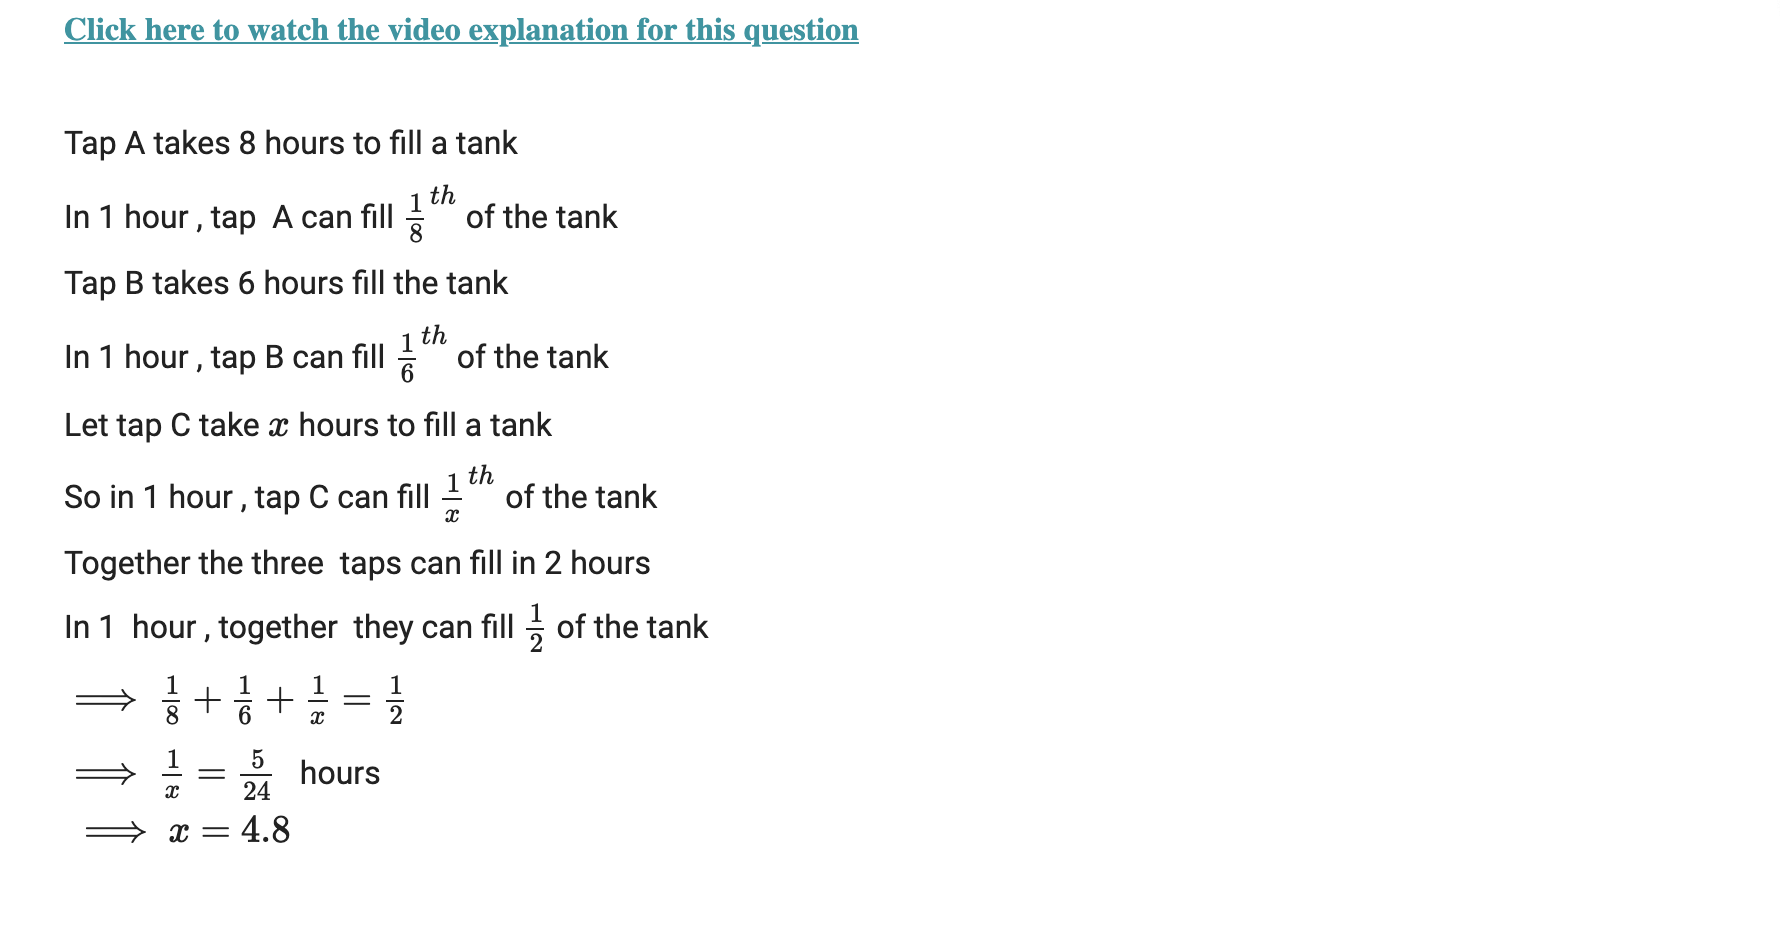 Click here to watch the video explanation for this question
Tap A takes 8 hours to fill a tank
In 1 hour , tap  A can fill 1/8 th of the tank
Tap B takes 6 hours fill the tank
In 1 hour , tap B can fill 1/6 th of the tank
Let tap C take x hours to fill a tank
So in 1 hour , tap C can fill 1/x th of the tank
Together the three  taps can fill in 2 hours
In 1  hour , together  they can fill 1/2 of the tank
⟹ 1/8 + 1/6 + 1/x = 1/2
⟹ 1/x = 5/24 hours
⟹ x = 4.8